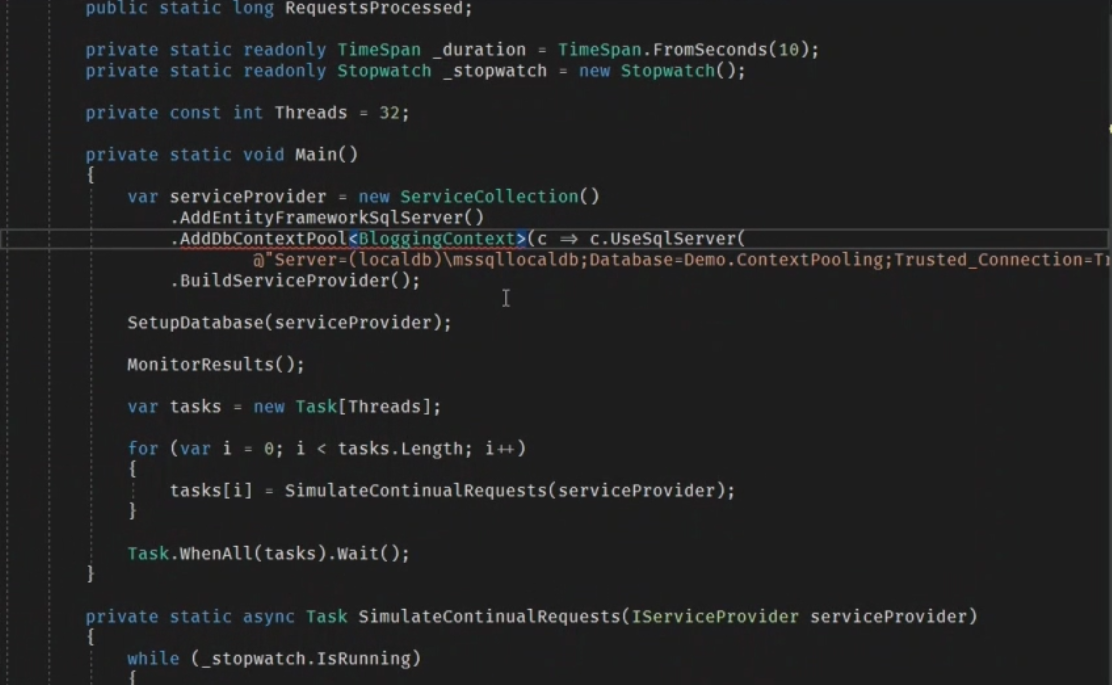 public static long RequestsProcessed;
private static readonly TimeSpan _duration = TimeSpan.FromSeconds(10);
private static readonly Stopwatch _stopwatch = new Stopwatch();
private const int Threads = 32;
private static void Main()
{
var serviceProvider = new ServiceCollection()
.AddEntityFrameworkSqlServer()
.AddDbContextPool<BloggingContext>(c => c.UseSqlServer(
@"Server=(localdb)\mssqllocaldb;Database=Demo.ContextPooling;Trusted_Connection=Tr
.BuildServiceProvider();
SetupDatabase(serviceProvider);
MonitorResults();
var tasks = new Task[Threads];
for (var i = 0; i < tasks.Length; i++)
{
tasks[i] = SimulateContinualRequests(serviceProvider);
}
Task.WhenAll(tasks).Wait();
}
private static async Task SimulateContinualRequests(IServiceProvider serviceProvider)
{
while (_stopwatch.IsRunning)
{